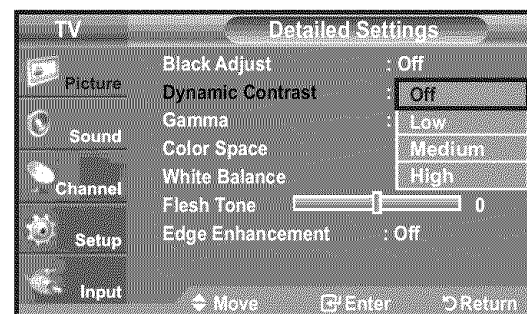 TV
Detailed Settings
Picture
Sound
Channel
Setup
Input
Black Adjust : Off
Dynamic Contrast :
Off
Low
Medium
High
Gamma :
Color Space
White Balance
Flesh Tone 0
Edge Enhancement : Off
Move Enter Return